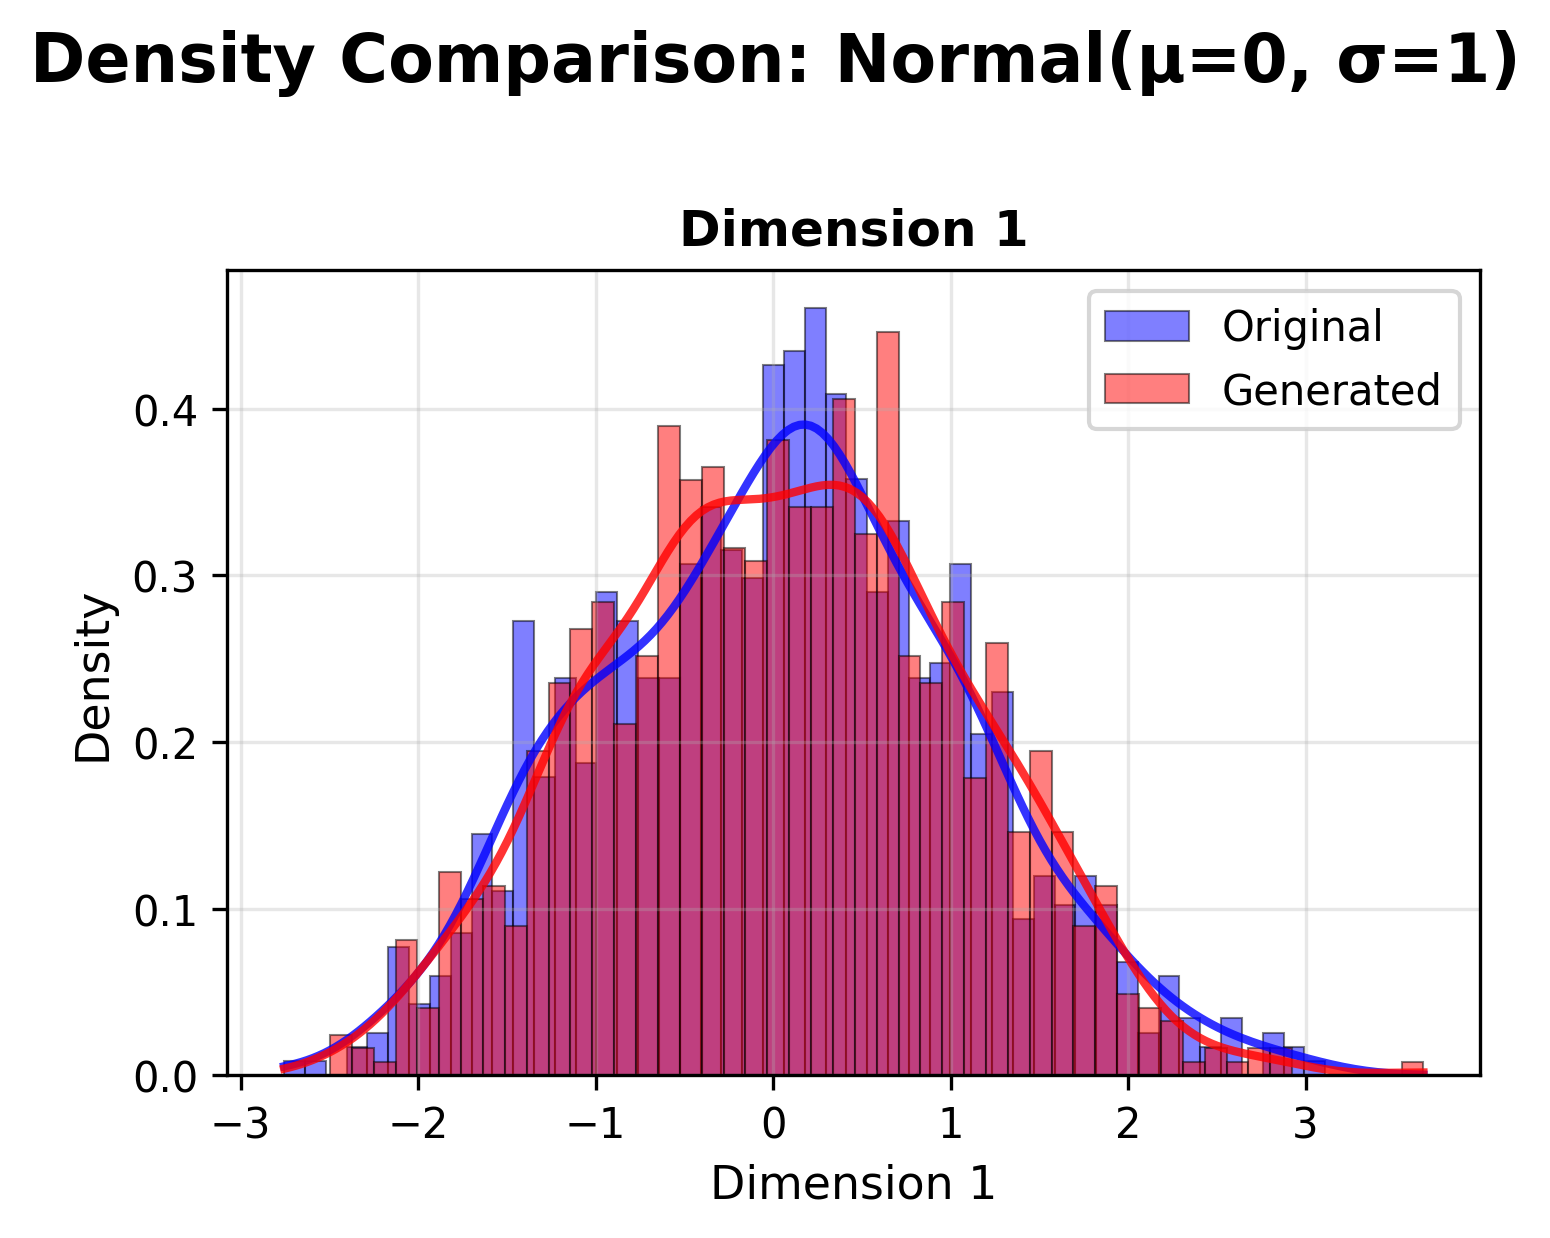 Density Comparison: Normal(μ=0, σ=1)
Dimension 1
Original
Generated
Density
0.4
0.3
0.2
0.1
0.0
−3 −2 −1 0 1 2 3
Dimension 1